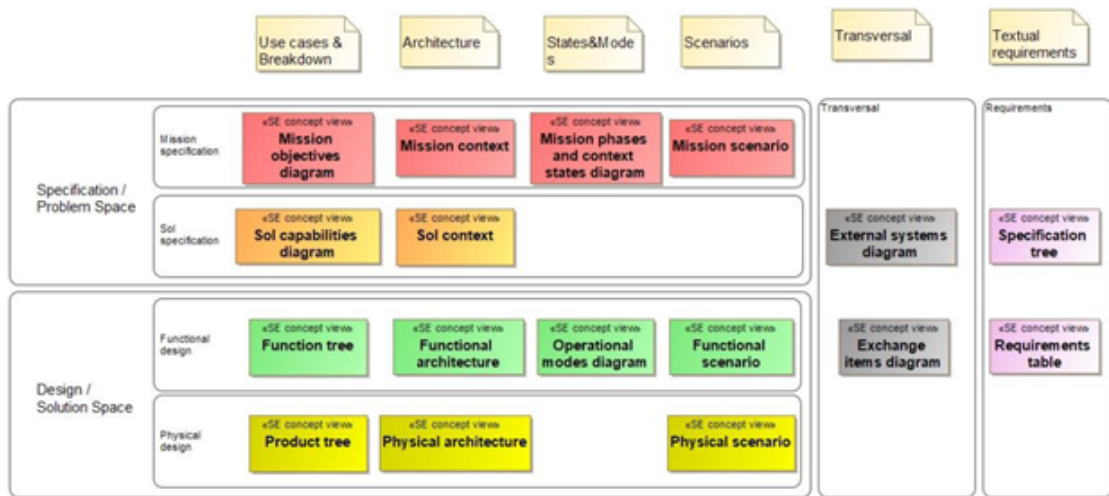 Use cases &
Breakdown
Architecture
States&Mode
s
Scenarios
Transversal
Textual
requirements
Specification /
Problem Space
Mission
specification
«SE concept view»
Mission
objectives
diagram
«SE concept view»
Mission context
«SE concept view»
Mission phases
and context
states diagram
«SE concept view»
Mission scenario
SoI
specification
«SE concept view»
SoI capabilities
diagram
«SE concept view»
SoI context
Design /
Solution Space
Functional
design
«SE concept view»
Function tree
«SE concept view»
Functional
architecture
«SE concept view»
Operational
modes diagram
«SE concept view»
Functional
scenario
Physical
design
«SE concept view»
Product tree
«SE concept view»
Physical architecture
«SE concept view»
Physical scenario
Transversal
«SE concept view»
External systems
diagram
«SE concept view»
Exchange
items diagram
Requirements
«SE concept view»
Specification
tree
«SE concept view»
Requirements
table